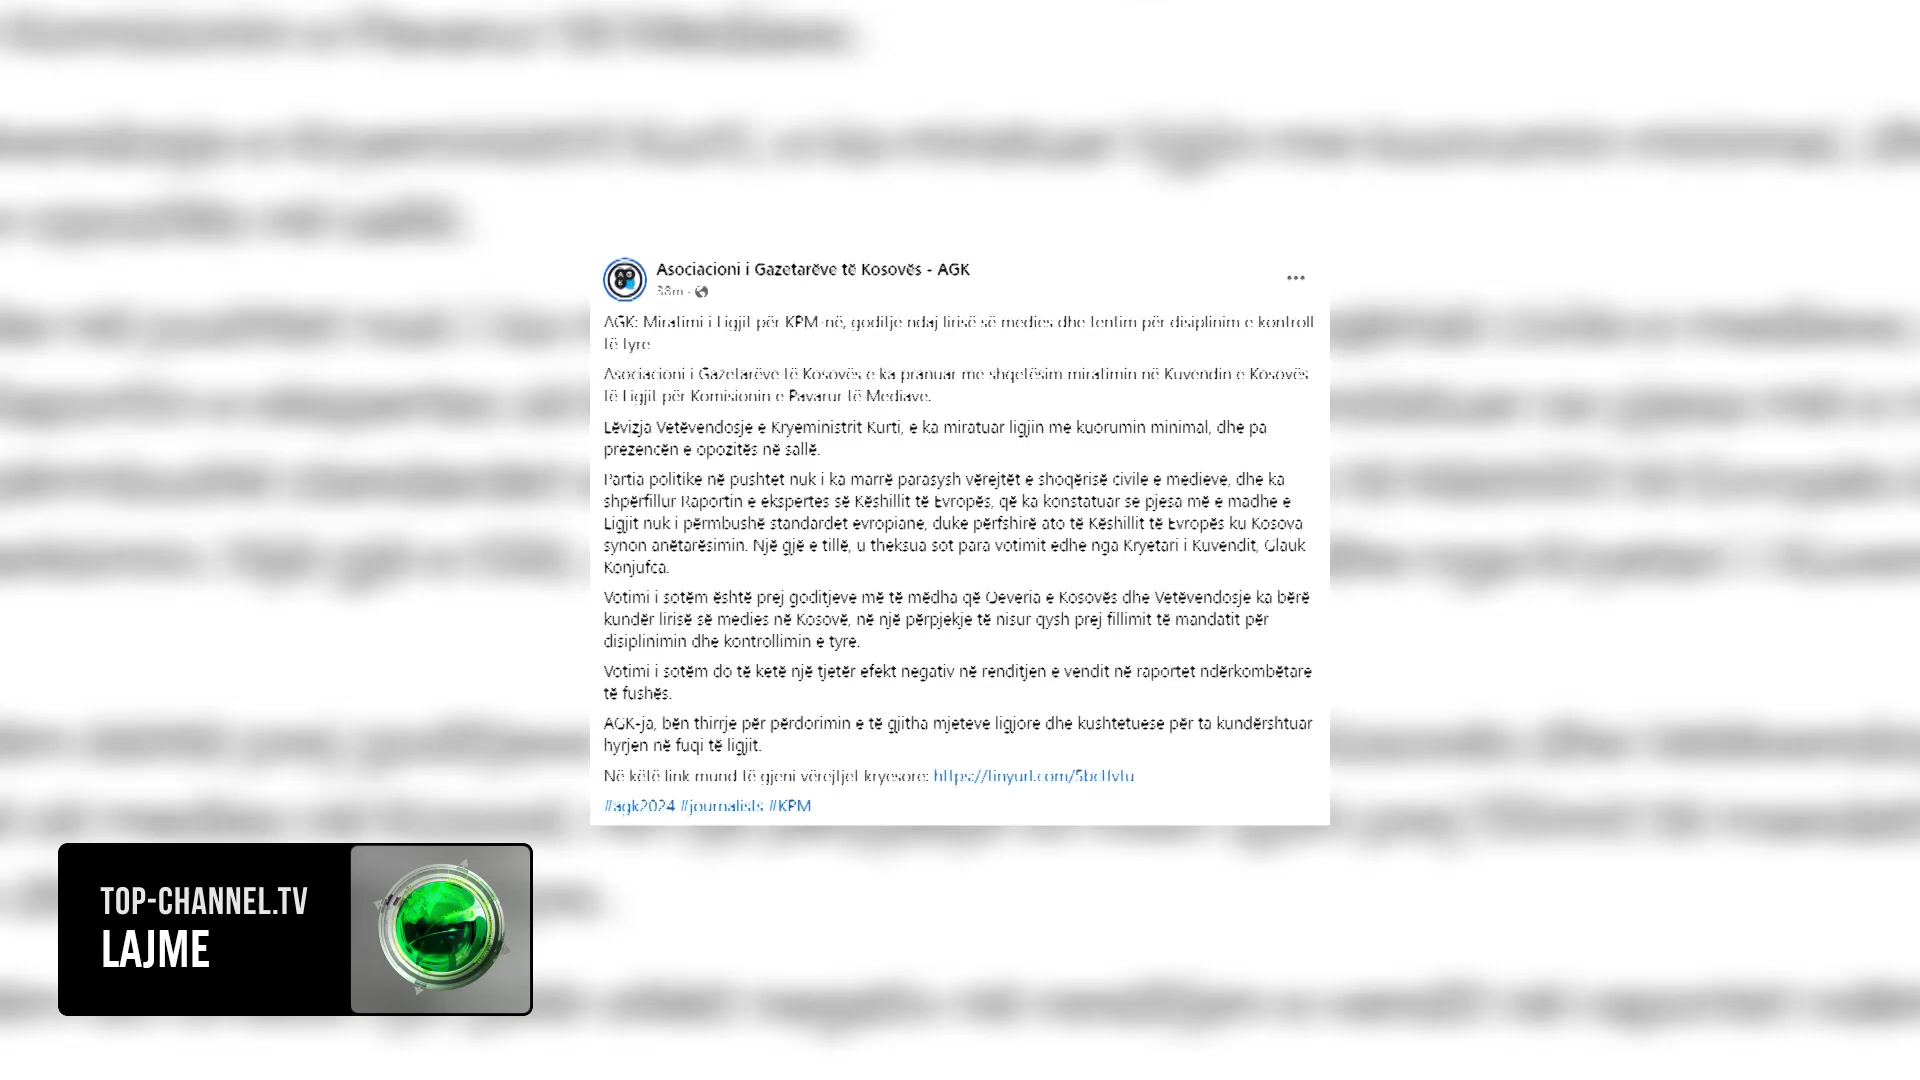 Asociacioni i Gazetarëve të Kosovës - AGK
38m
AGK: Miratimi i Ligjit për KPM-në, goditje ndaj lirisë së medies dhe tentim për disiplinim e kontroll
të tyre
Asociacioni i Gazetarëve të Kosovës e ka pranuar me shqetësim miratimin në Kuvendin e Kosovës
të Ligjit për Komisionin e Pavarur të Mediave.
Lëvizja Vetëvendosje e Kryeministrit Kurti, e ka miratuar ligjin me kuorumin minimal, dhe pa
prezencën e opozitës në sallë.
Partia politike në pushtet nuk i ka marrë parasysh vërejtët e shoqërisë civile e medieve, dhe ka
shpërfillur Raportin e ekspertes së Këshillit të Evropës, që ka konstatuar se pjesa më e madhe e
Ligjit nuk i përmbushë standardet evropiane, duke përfshirë ato të Këshillit të Evropës ku Kosova
synon anëtarësimin. Një gjë e tillë, u theksua sot para votimit edhe nga Kryetari i Kuvendit, Glauk
Konjufca.
Votimi i sotëm është prej goditjeve më të mëdha që Qeveria e Kosovës dhe Vetëvendosje ka bërë
kundër lirisë së medies në Kosovë, në një përpjekje të nisur qysh prej fillimit të mandatit për
disiplinimin dhe kontrollimin e tyre.
Votimi i sotëm do të ketë një tjetër efekt negativ në renditjen e vendit në raportet ndërkombëtare
të fushës.
AGK-ja, bën thirrje për përdorimin e të gjitha mjeteve ligjore dhe kushtetuese për ta kundërshtuar
hyrjen në fuqi të ligjit.
Në këtë link mund të gjeni vërejtjet kryesore:
#agk2024 #journalists #KPM
TOP-CHANNEL.TV
LAJME